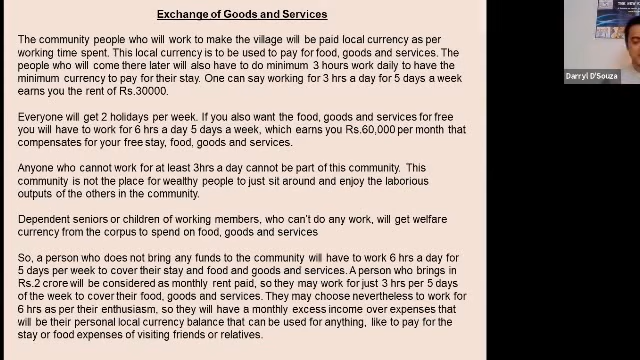 Exchange of Goods and Services
The community people who will work to make the village will be paid local currency as per
working time spent. This local currency is to be used to pay for food, goods and services. The
people who will come there later will also have to do minimum 3 hours work daily to have the
minimum currency to pay for their stay. One can say working for 3 hrs a day for 5 days a week
earns you the rent of Rs.30000.
Everyone will get 2 holidays per week. If you also want the food, goods and services for free
you will have to work for 6 hrs a day 5 days a week, which earns you Rs.60,000 per month that
compensates for your free stay, food, goods and services.
Anyone who cannot work for at least 3hrs a day cannot be part of this community. This
community is not the place for wealthy people to just sit around and enjoy the laborious
outputs of the others in the community.
Dependent seniors or children of working members, who can't do any work, will get welfare
currency from the corpus to spend on food, goods and services
So, a person who does not bring any funds to the community will have to work 6 hrs a day for
5 days per week to cover their stay and food and goods and services. A person who brings in
Rs.2 crore will be considered as monthly rent paid, so they may work for just 3 hrs per 5 days
of the week to cover their food, goods and services. They may choose nevertheless to work for
6 hrs as per their enthusiasm, so they will have a monthly excess income over expenses that
will be their personal local currency balance that can be used for anything, like to pay for the
stay or food expenses of visiting friends or relatives.
Darryl D'Souza